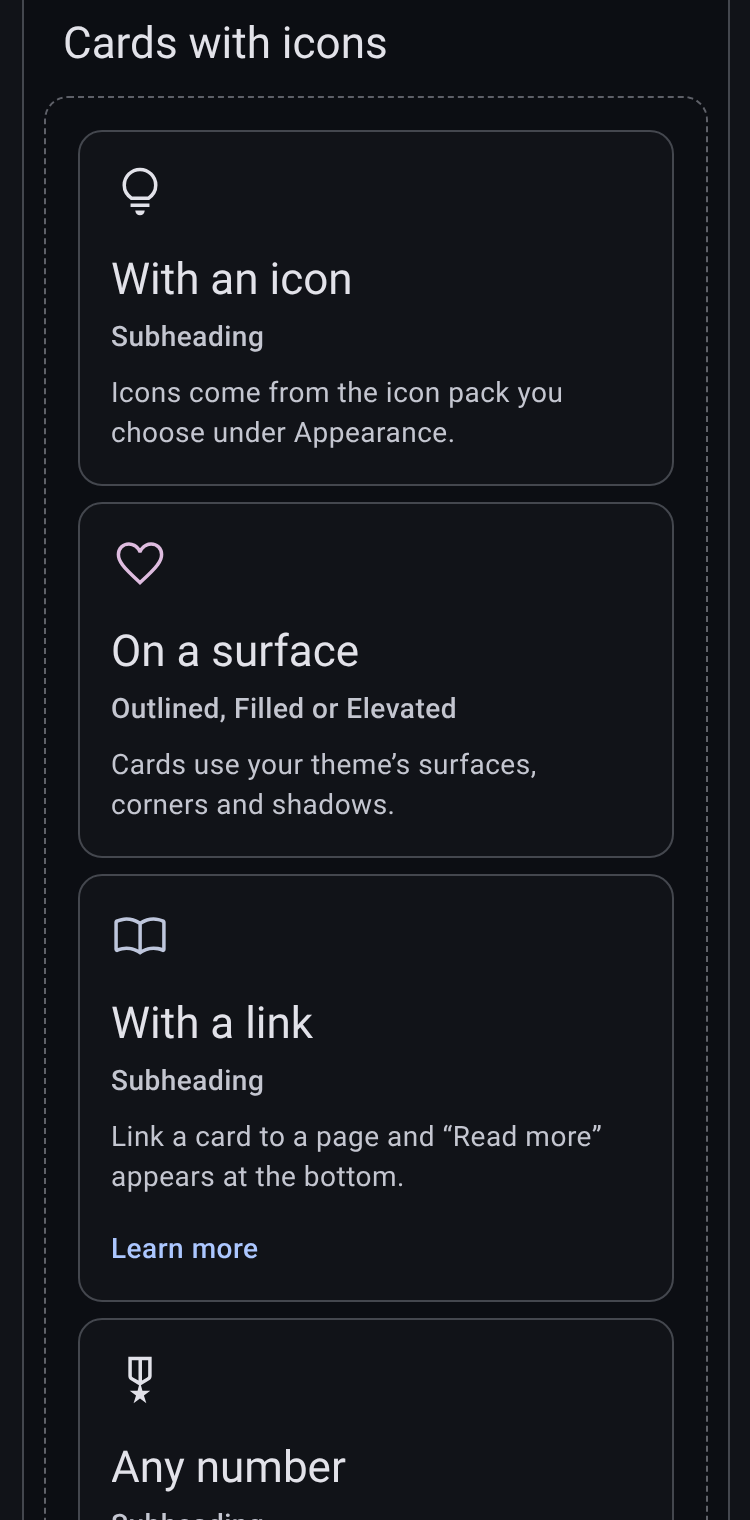 Cards with icons
With an icon
Subheading
Icons come from the icon pack you
choose under Appearance.
On a surface
Outlined, Filled or Elevated
Cards use your theme’s surfaces,
corners and shadows.
With a link
Subheading
Link a card to a page and “Read more”
appears at the bottom.
Learn more
Any number
Subheading